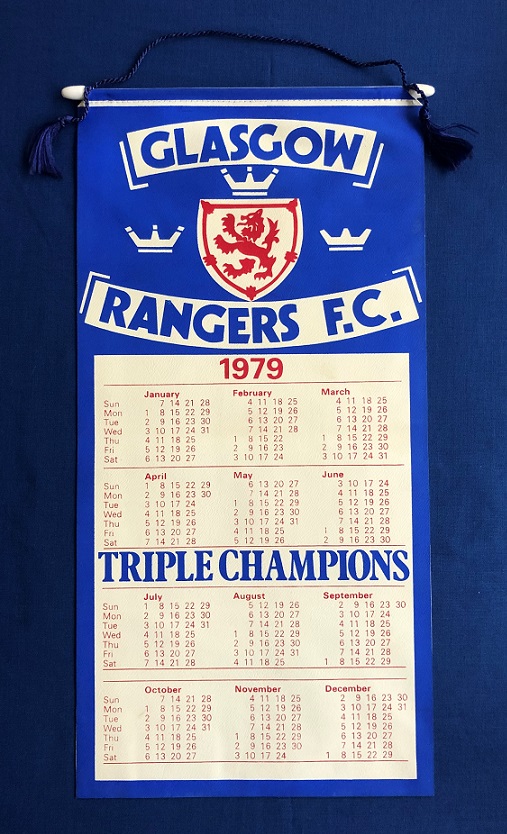 GLASGOW
RANGERS F.C.
1979
January February March
Sun 7 14 21 28 4 11 18 25 4 11 18 25
Mon 1 8 15 22 29 5 12 19 26 5 12 19 26
Tue 2 9 16 23 30 6 13 20 27 6 13 20 27
Wed 3 10 17 24 31 7 14 21 28 7 14 21 28
Thu 4 11 18 25 1 8 15 22 1 8 15 22 29
Fri 5 12 19 26 2 9 16 23 2 9 16 23 30
Sat 6 13 20 27 3 10 17 24 3 10 17 24 31
April May June
Sun 1 8 15 22 29 6 13 20 27 3 10 17 24
Mon 2 9 16 23 30 7 14 21 28 4 11 18 25
Tue 3 10 17 24 1 8 15 22 29 5 12 19 26
Wed 4 11 18 25 2 9 16 23 30 6 13 20 27
Thu 5 12 19 26 3 10 17 24 31 7 14 21 28
Fri 6 13 20 27 4 11 18 25 1 8 15 22 29
Sat 7 14 21 28 5 12 19 26 2 9 16 23 30
TRIPLE CHAMPIONS
July August September
Sun 1 8 15 22 29 5 12 19 26 2 9 16 23 30
Mon 2 9 16 23 30 6 13 20 27 3 10 17 24
Tue 3 10 17 24 31 7 14 21 28 4 11 18 25
Wed 4 11 18 25 1 8 15 22 29 5 12 19 26
Thu 5 12 19 26 2 9 16 23 30 6 13 20 27
Fri 6 13 20 27 3 10 17 24 31 7 14 21 28
Sat 7 14 21 28 4 11 18 25 1 8 15 22 29
October November December
Sun 7 14 21 28 4 11 18 25 2 9 16 23 30
Mon 1 8 15 22 29 5 12 19 26 3 10 17 24 31
Tue 2 9 16 23 30 6 13 20 27 4 11 18 25
Wed 3 10 17 24 31 7 14 21 28 5 12 19 26
Thu 4 11 18 25 1 8 15 22 29 6 13 20 27
Fri 5 12 19 26 2 9 16 23 30 7 14 21 28
Sat 6 13 20 27 3 10 17 24 1 8 15 22 29